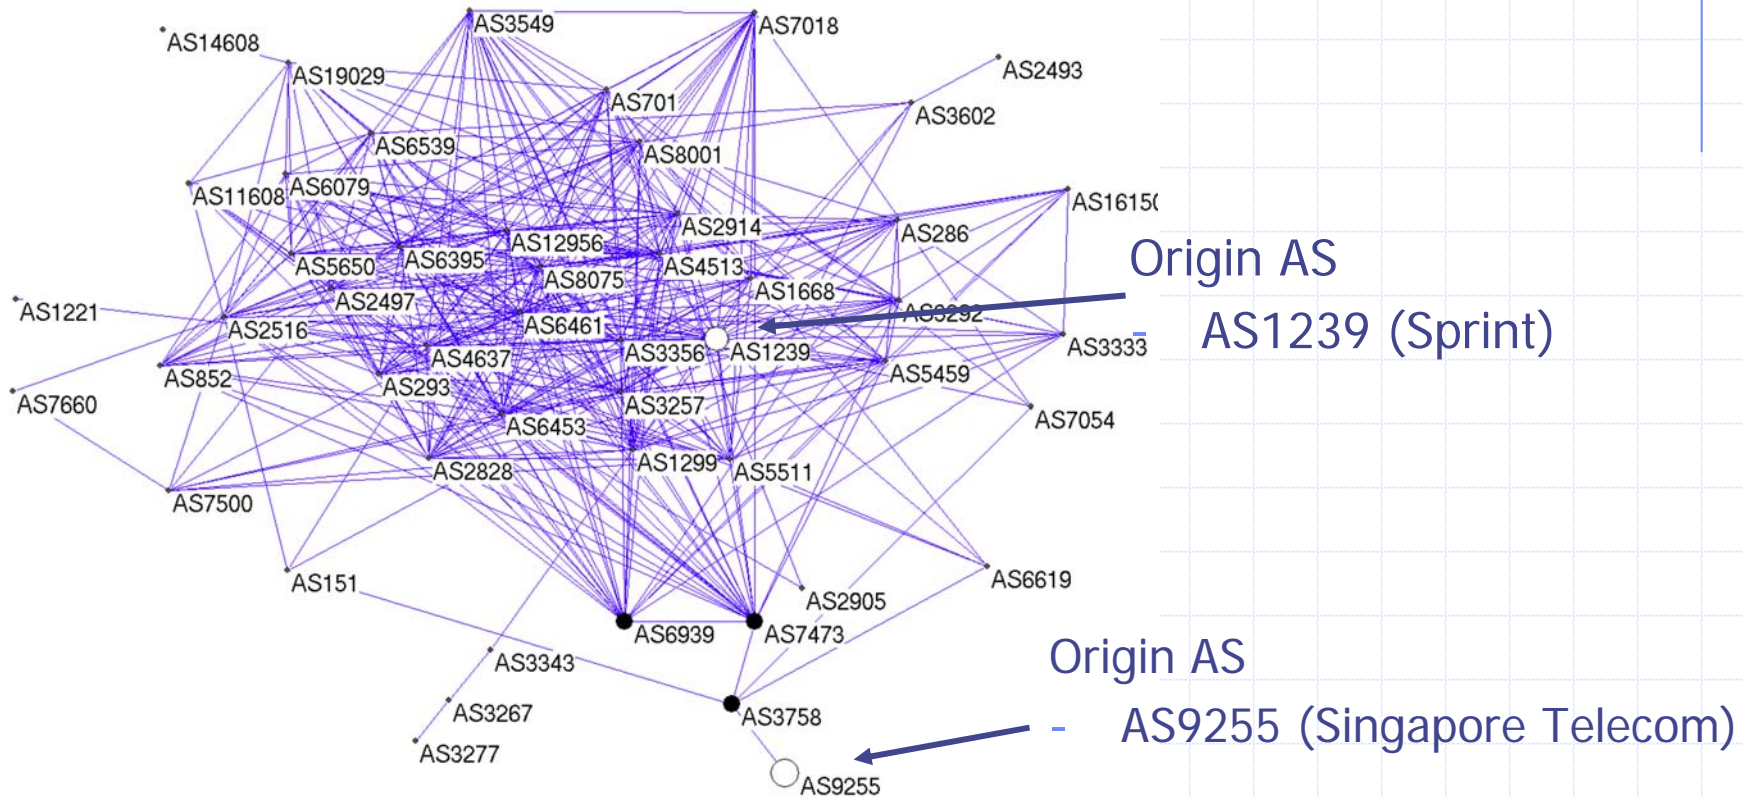 AS3549
AS7018
AS14608
AS2493
AS19029
AS701
AS3602
AS6539
AS8001
AS11608
AS6079
AS16150
AS2914
AS286
AS12956
AS6395
AS5650
AS4513
AS8075
AS1668
Origin AS
AS2497
AS1221
AS2516
AS3292
AS6461
- AS1239 (Sprint)
AS3333
AS4637
AS3356
AS1239
AS852
AS293
AS5459
AS7660
AS3257
AS6453
AS7054
AS2828
AS1299
AS5511
AS7500
AS151
AS6619
AS2905
AS6939
AS7473
AS3343
Origin AS
AS3267
AS3758
- AS9255 (Singapore Telecom)
AS3277
AS9255